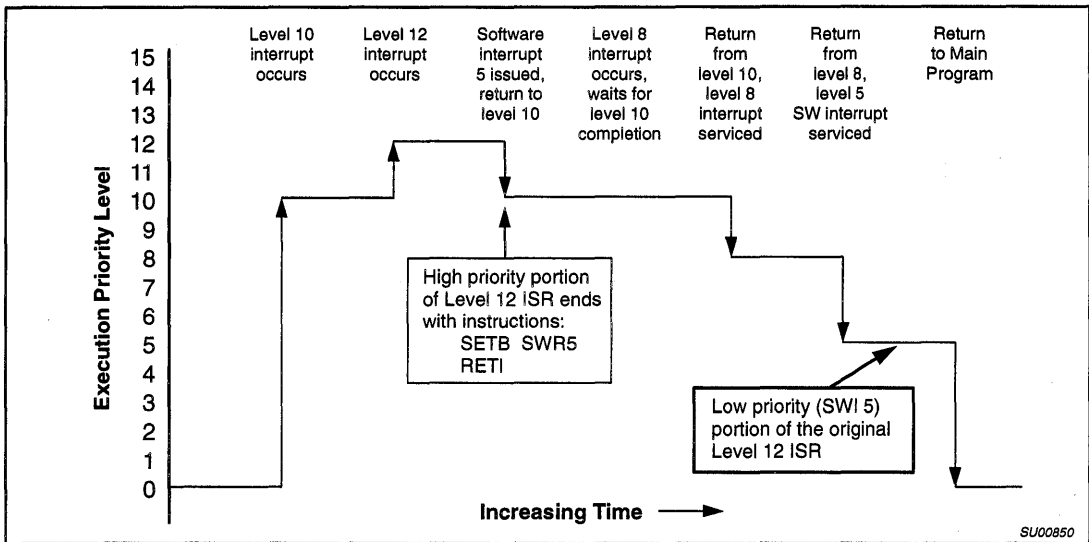 Level 10
interrupt
occurs
Level 12
interrupt
occurs
Software
interrupt
5 issued,
return to
level 10
Level 8
interrupt
occurs,
waits for
level 10
completion
Return
from
level 10,
level 8
interrupt
serviced
Return
from
level 8,
level 5
SW interrupt
serviced
Return
to Main
Program
Execution Priority Level
15
14
13
12
11
10
9
8
7
6
5
4
3
2
1
0
High priority portion
of Level 12 ISR ends
with instructions:
SETB SWR5
RETI
Low priority (SWI 5)
portion of the original
Level 12 ISR
Increasing Time
SU00850